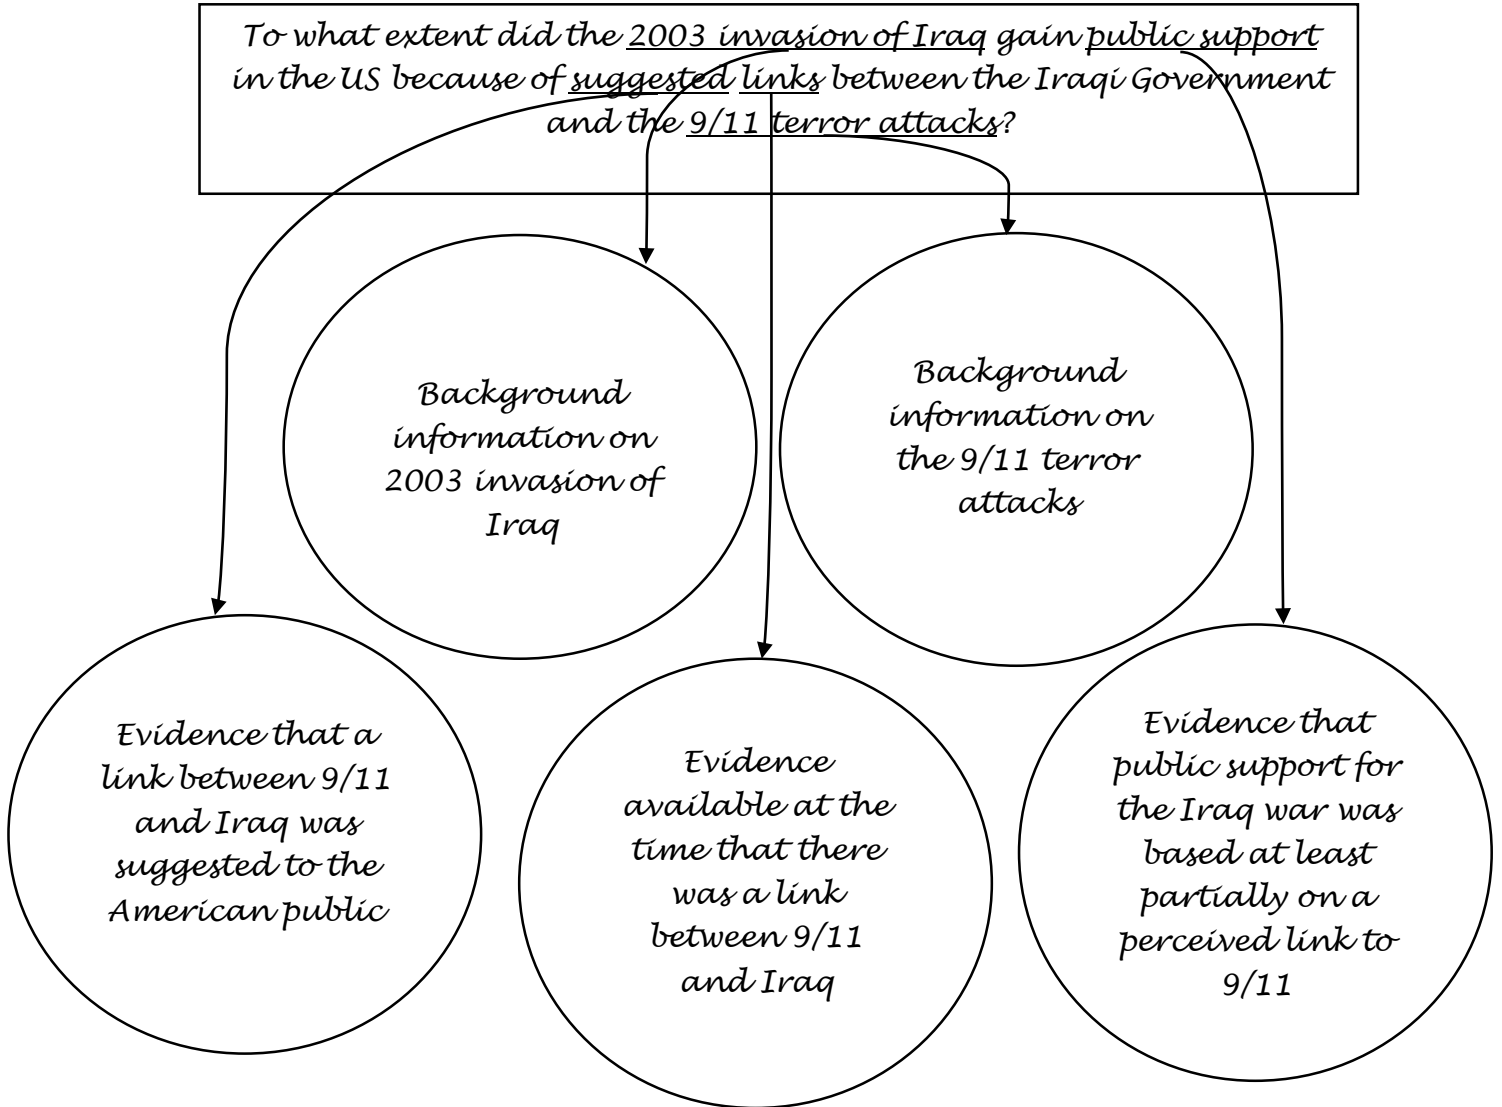 To what extent did the 2003 invasion of Iraq gain public support
in the US because of suggested links between the Iraqi Government
and the 9/11 terror attacks?
Background
information on
2003 invasion of
Iraq
Background
information on
the 9/11 terror
attacks
Evidence that a
link between 9/11
and Iraq was
suggested to the
American public
Evidence
available at the
time that there
was a link
between 9/11
and Iraq
Evidence that
public support for
the Iraq war was
based at least
partially on a
perceived link to
9/11